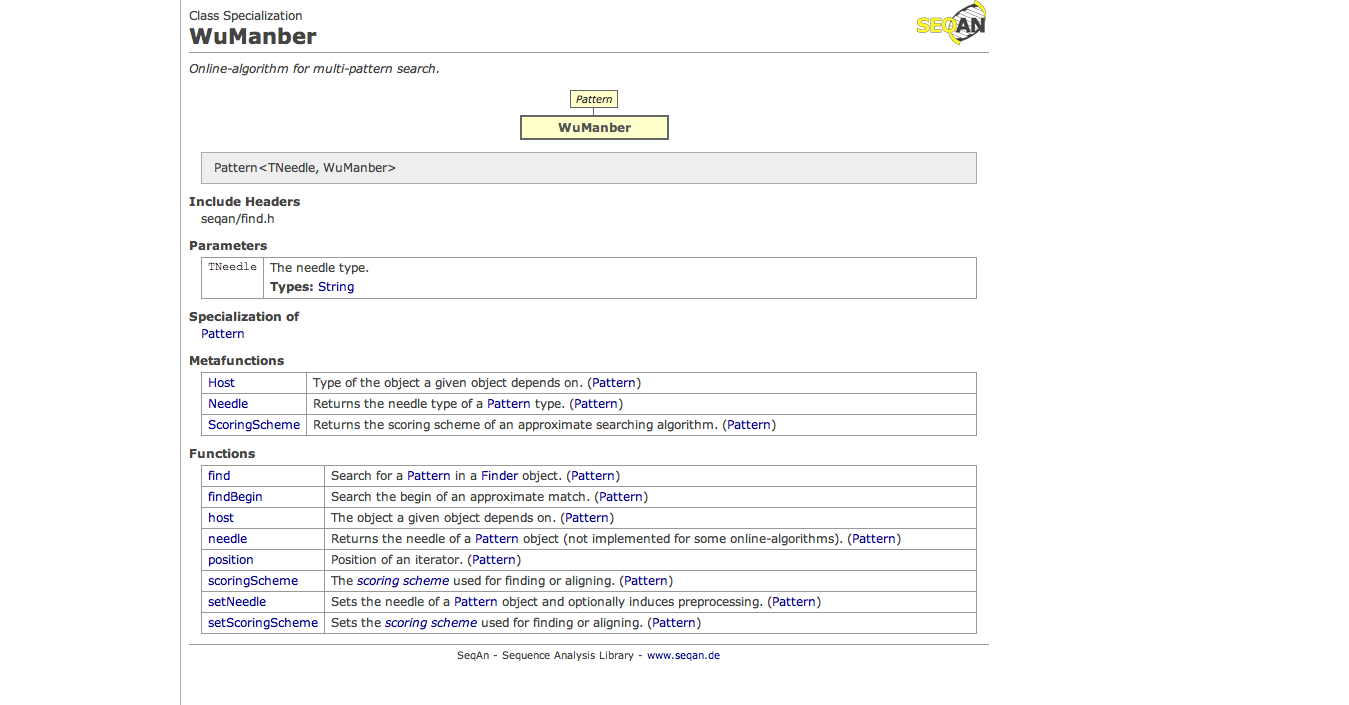 Class Specialization
WuManber
SEQAN
Online-algorithm for multi-pattern search.
Pattern
WuManber
Pattern<TNeedle, WuManber>
Include Headers
seqan/find.h
Parameters
TNeedle The needle type.
Types: String
Specialization of
Pattern
Metafunctions
Host Type of the object a given object depends on. (Pattern)
Needle Returns the needle type of a Pattern type. (Pattern)
ScoringScheme Returns the scoring scheme of an approximate searching algorithm. (Pattern)
Functions
find Search for a Pattern in a Finder object. (Pattern)
findBegin Search the begin of an approximate match. (Pattern)
host The object a given object depends on. (Pattern)
needle Returns the needle of a Pattern object (not implemented for some online-algorithms). (Pattern)
position Position of an iterator. (Pattern)
scoringScheme The scoring scheme used for finding or aligning. (Pattern)
setNeedle Sets the needle of a Pattern object and optionally induces preprocessing. (Pattern)
setScoringScheme Sets the scoring scheme used for finding or aligning. (Pattern)
SeqAn - Sequence Analysis Library - www.seqan.de